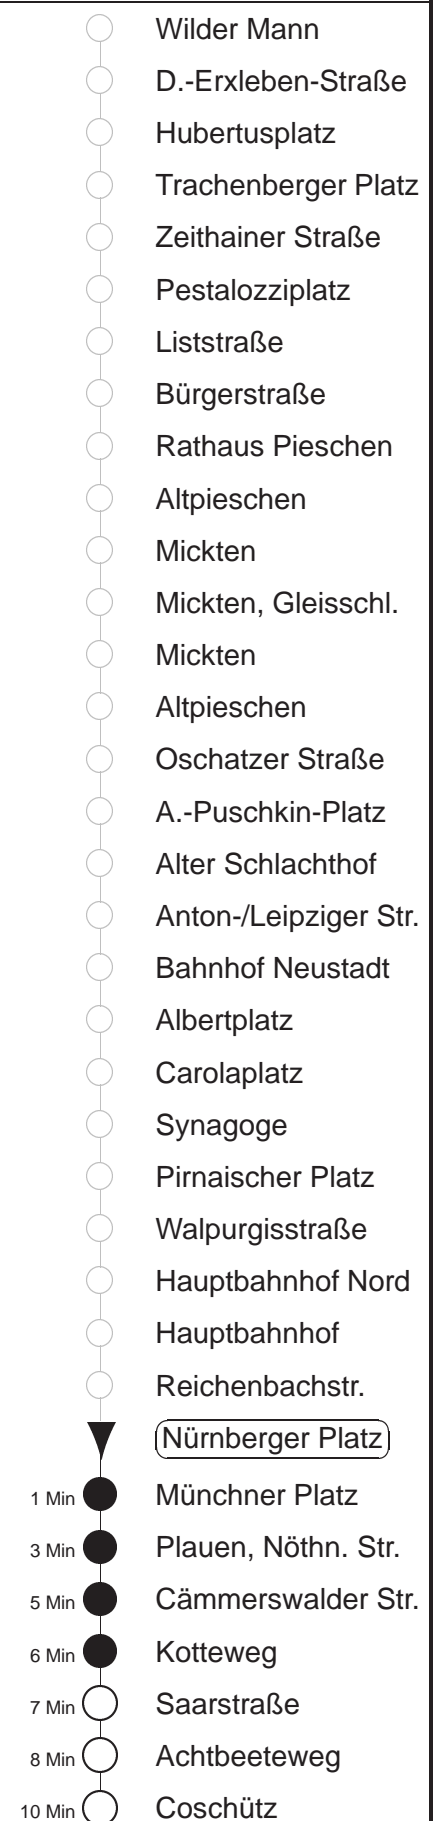 Wilder Mann
D.-Erxleben-Straße
Hubertusplatz
Trachenberger Platz
Zeithainer Straße
Pestalozziplatz
Liststraße
Bürgerstraße
Rathaus Pieschen
Altpieschen
Mickten
Mickten, Gleisschl.
Mickten
Altpieschen
Oschatzer Straße
A.-Puschkin-Platz
Alter Schlachthof
Anton-/Leipziger Str.
Bahnhof Neustadt
Albertplatz
Carolaplatz
Synagoge
Pirnaischer Platz
Walpurgisstraße
Hauptbahnhof Nord
Hauptbahnhof
Reichenbachstr.
Nürnberger Platz
1 Min Münchner Platz
3 Min Plauen, Nöthn. Str.
5 Min Cämmerswalder Str.
6 Min Kotteweg
7 Min Saarstraße
8 Min Achtbeeteweg
10 Min Coschütz